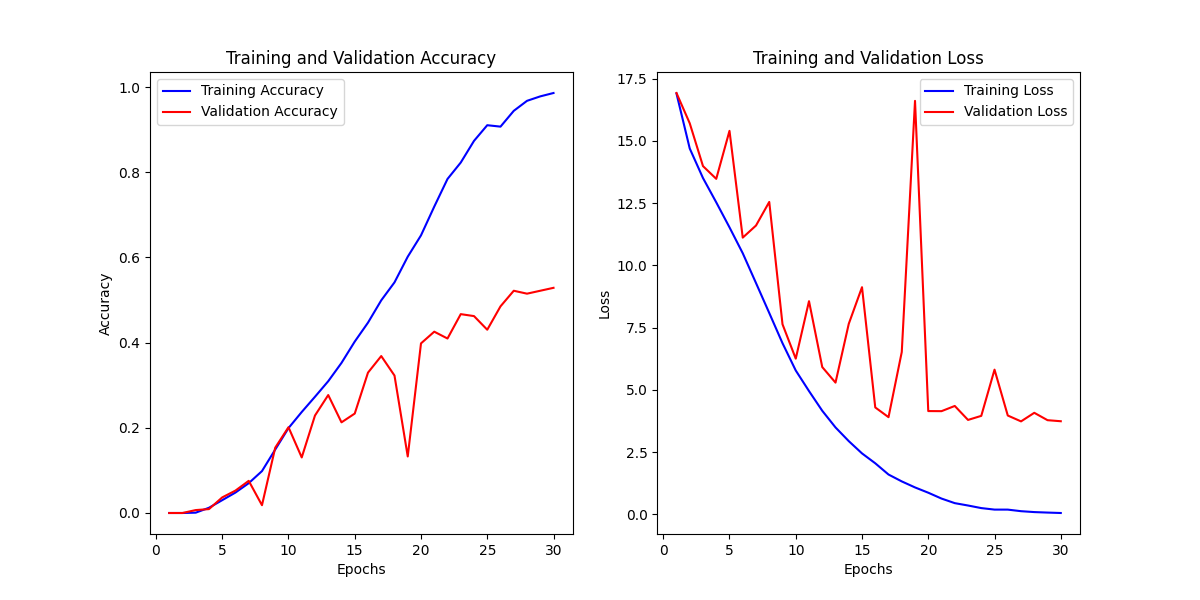 Training and Validation Accuracy
Training Accuracy
Validation Accuracy
1.0
0.8
0.6
0.4
0.2
0.0
Accuracy
0 5 10 15 20 25 30
Epochs
Training and Validation Loss
Training Loss
Validation Loss
17.5
15.0
12.5
10.0
7.5
5.0
2.5
0.0
Loss
0 5 10 15 20 25 30
Epochs